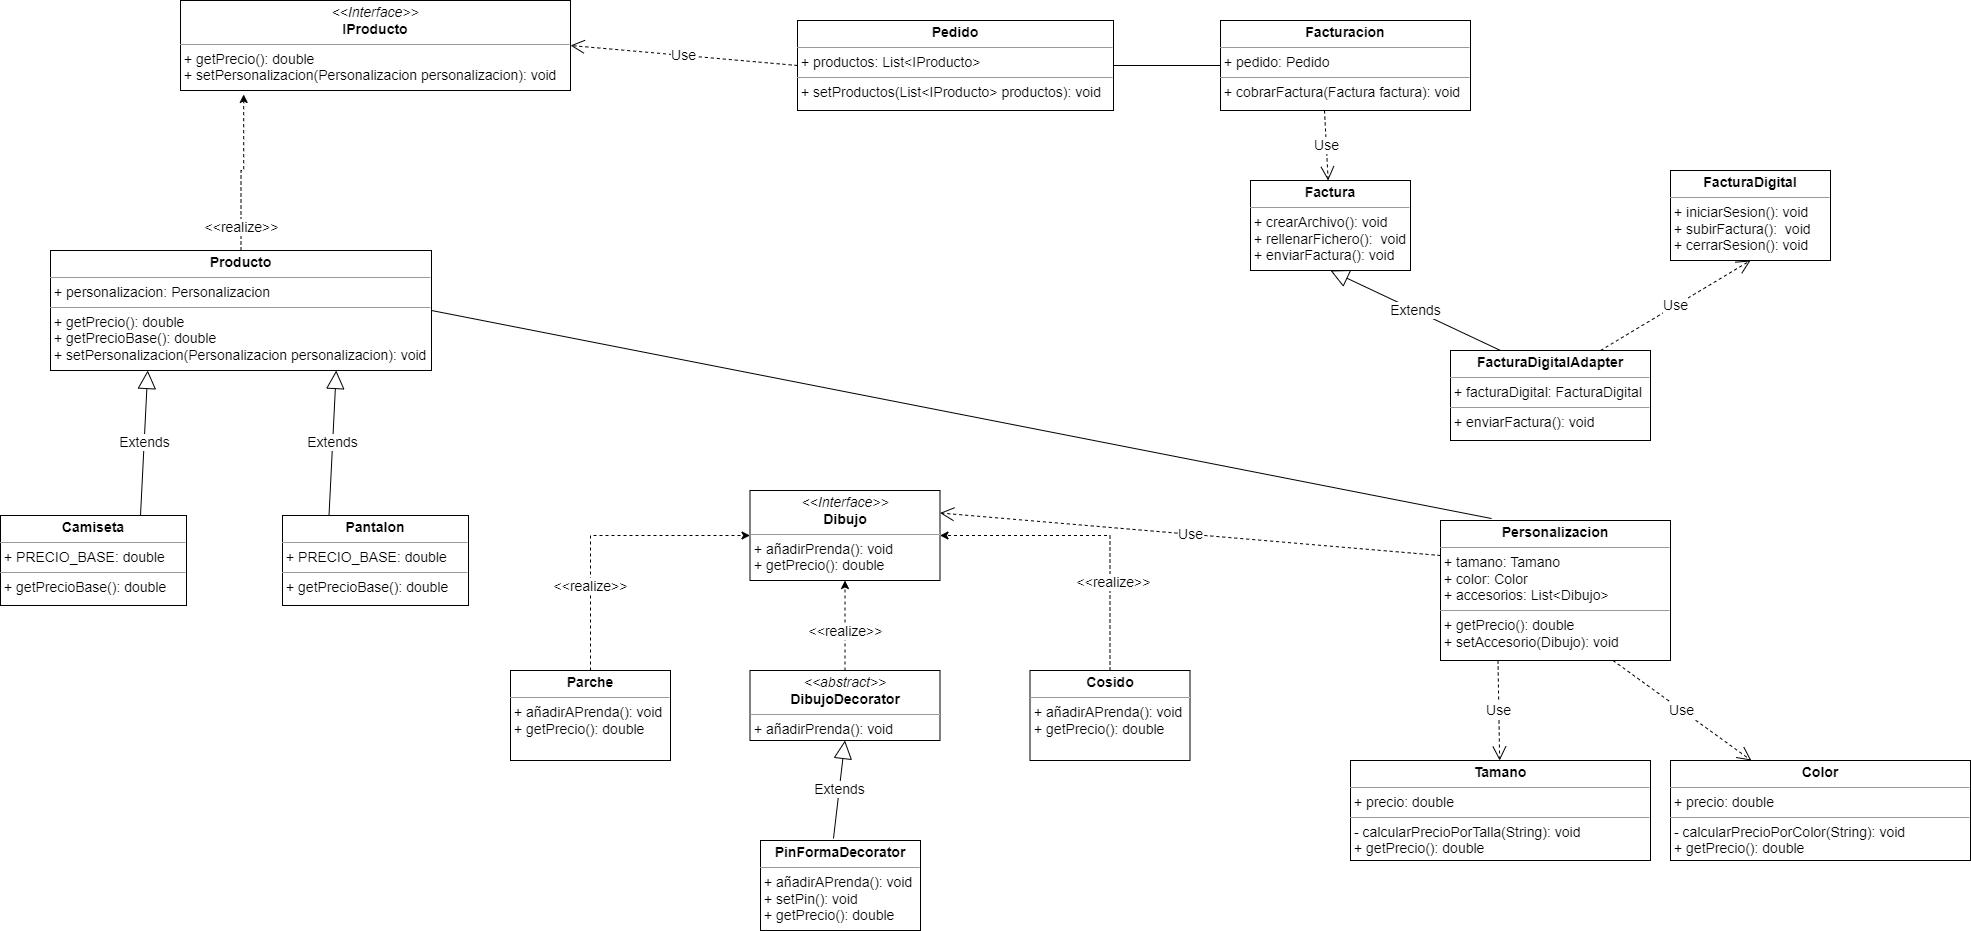 <<Interface>>
IProducto
+ getPrecio(): double
+ setPersonalizacion(Personalizacion personalizacion): void
Use
Pedido
+ productos: List<IProducto>
+ setProductos(List<IProducto> productos): void
Facturacion
+ pedido: Pedido
+ cobrarFactura(Factura factura): void
Use
Factura
+ crearArchivo(): void
+ rellenarFichero():  void
+ enviarFactura(): void
FacturaDigital
+ iniciarSesion(): void
+ subirFactura():  void
+ cerrarSesion(): void
<<realize>>
Producto
+ personalizacion: Personalizacion
+ getPrecio(): double
+ getPrecioBase(): double
+ setPersonalizacion(Personalizacion personalizacion): void
Extends
Use
FacturaDigitalAdapter
+ facturaDigital: FacturaDigital
+ enviarFactura(): void
Extends
Extends
Camiseta
+ PRECIO_BASE: double
+ getPrecioBase(): double
Pantalon
+ PRECIO_BASE: double
+ getPrecioBase(): double
<<Interface>>
Dibujo
+ añadirPrenda(): void
+ getPrecio(): double
Use
Personalizacion
+ tamano: Tamano
+ color: Color
+ accesorios: List<Dibujo>
+ getPrecio(): double
+ setAccesorio(Dibujo): void
<<realize>>
<<realize>>
<<realize>>
Parche
+ añadirAPrenda(): void
+ getPrecio(): double
<<abstract>>
DibujoDecorator
+ añadirPrenda(): void
Cosido
+ añadirAPrenda(): void
+ getPrecio(): double
Use
Use
Extends
Tamano
+ precio: double
- calcularPrecioPorTalla(String): void
+ getPrecio(): double
Color
+ precio: double
- calcularPrecioPorColor(String): void
+ getPrecio(): double
PinFormaDecorator
+ añadirAPrenda(): void
+ setPin(): void
+ getPrecio(): double